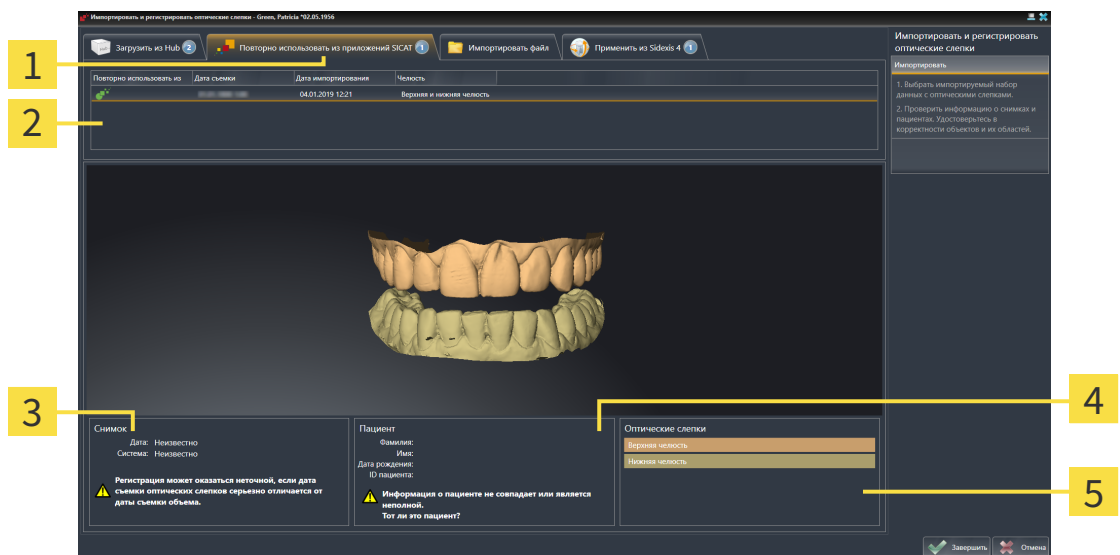 Импортировать и регистрировать оптические слепки - Green, Patricia *02.05.1956
Загрузить из Hub 2
Повторно использовать из приложений SICAT 1
Импортировать файл
Применить из Sidexis 4 1
Импортировать и регистрировать
оптические слепки
Импортировать
1. Выбрать импортируемый набор
данных с оптическими слепками.
2. Проверить информацию о снимках и
пациентах. Удостоверьтесь в
корректности объектов и их областей.
1
Повторно использовать из Дата съемки Дата импортирования Челюсть
04.01.2019 12:21 Верхняя и нижняя челюсть
2
3
Снимок
Дата: Неизвестно
Система: Неизвестно
Регистрация может оказаться неточной, если дата
съемки оптических слепков серьезно отличается от
даты съемки объема.
Пациент
Фамилия:
Имя:
Дата рождения:
ID пациента:
Информация о пациенте не совпадает или является
неполной.
Тот ли это пациент?
Оптические слепки
Верхняя челюсть
Нижняя челюсть
4
5
Завершить
Отмена